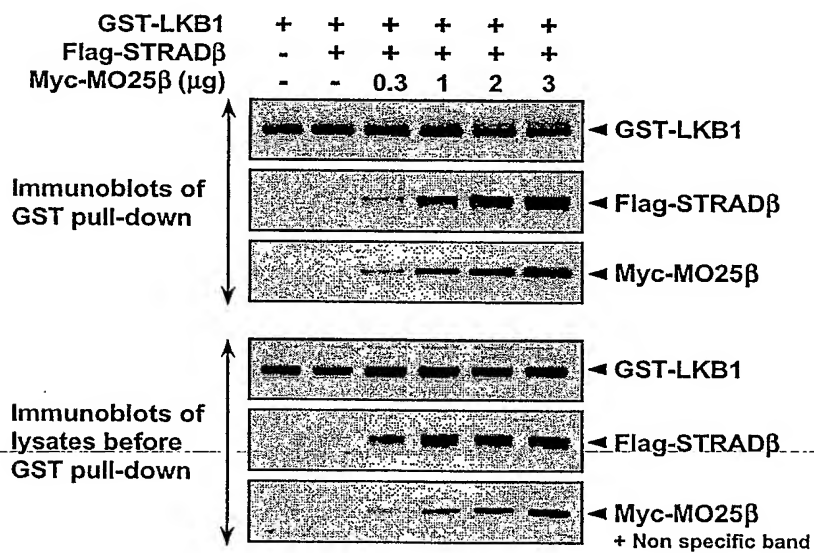 GST-LKB1 + + + + + +
Flag-STRADβ - + + + + +
Myc-MO25β (μg) - - 0.3 1 2 3
Immunoblots of
GST pull-down
GST-LKB1
Flag-STRADβ
Myc-MO25β
Immunoblots of
lysates before
GST pull-down
GST-LKB1
Flag-STRADβ
Myc-MO25β
+ Non specific band